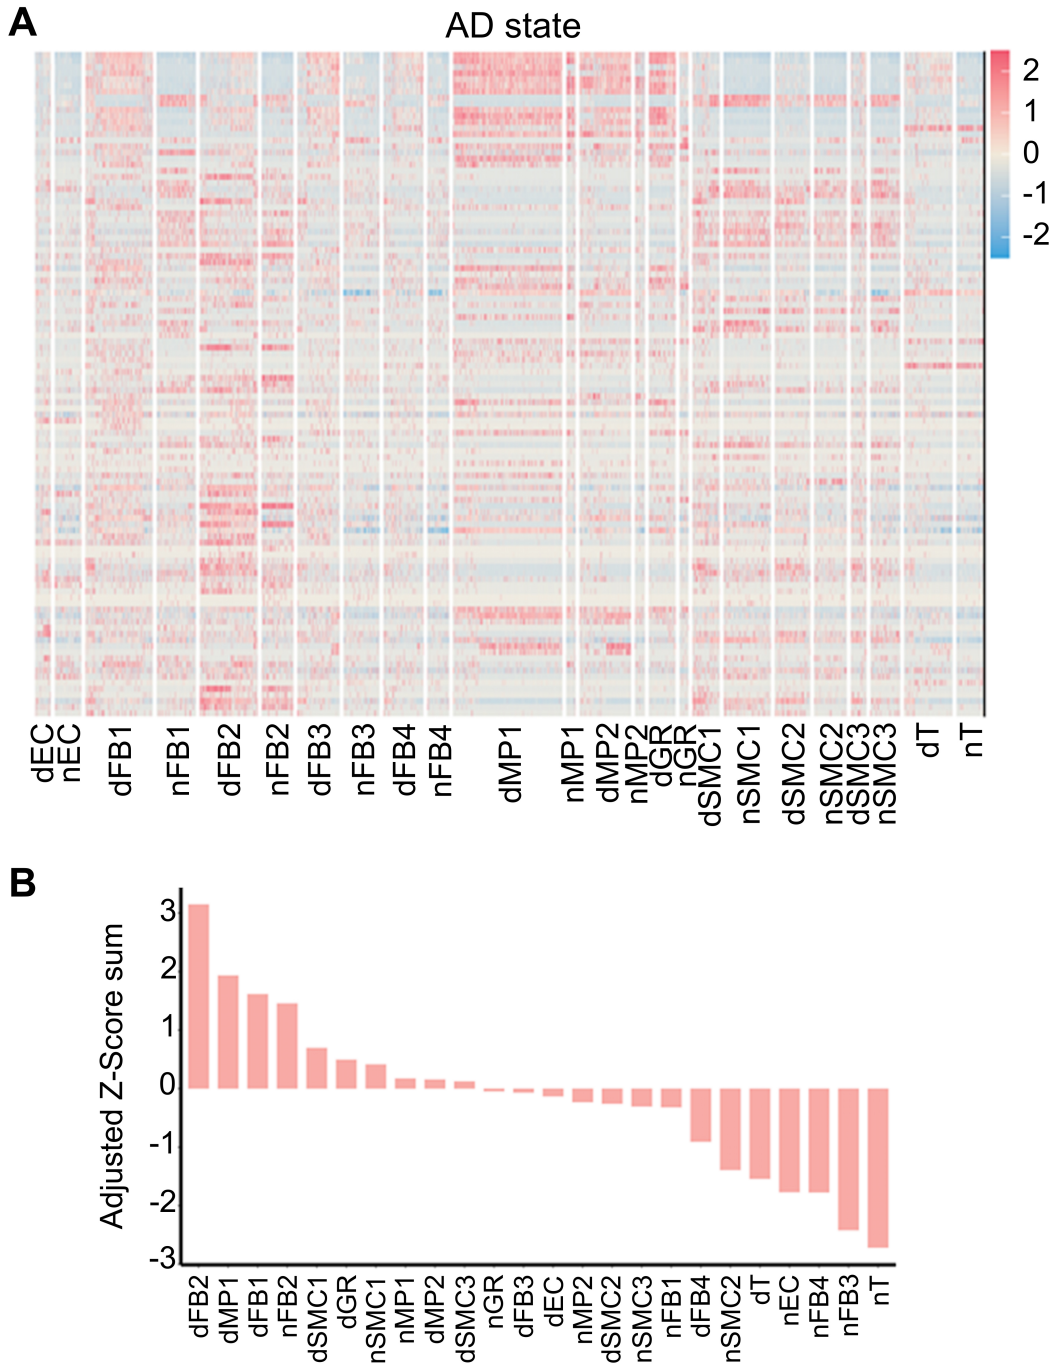 A
AD state
2
1
0
-1
-2
dEC
nEC
dFB1
nFB1
dFB2
nFB2
dFB3
nFB3
dFB4
nFB4
dMP1
nMP1
dMP2
nMP2
dGR
nGR
dSMC1
nSMC1
dSMC2
nSMC2
dSMC3
nSMC3
dT
nT
B
Adjusted Z-Score sum
3
2
1
0
-1
-2
-3
dFB2
dMP1
dFB1
nFB2
dSMC1
dGR
nSMC1
nMP1
dMP2
dSMC3
nGR
dFB3
dEC
nMP2
dSMC2
nSMC3
nFB1
dFB4
nSMC2
dT
nEC
nFB4
nFB3
nT